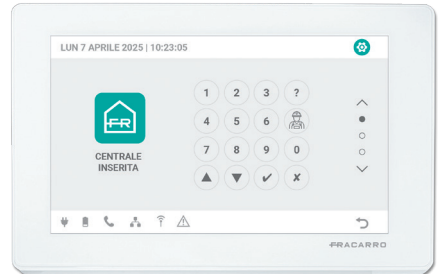 LUN 7 APRILE 2025 | 10:23:05
1 2 3 ?
4 5 6
7 8 9 0
FR
CENTRALE
INSERITA
FRACARRO